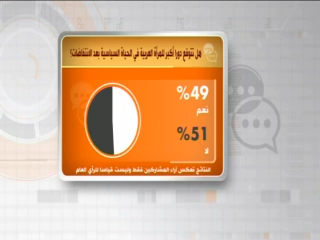 هل تتوقع دورا أكبر للمرأة العربية في الحياة السياسية بعد الانتفاضات؟
%49
نعم
%51
لا
النتائج تعكس آراء المشاركين فقط وليست قياسا للرأي العام